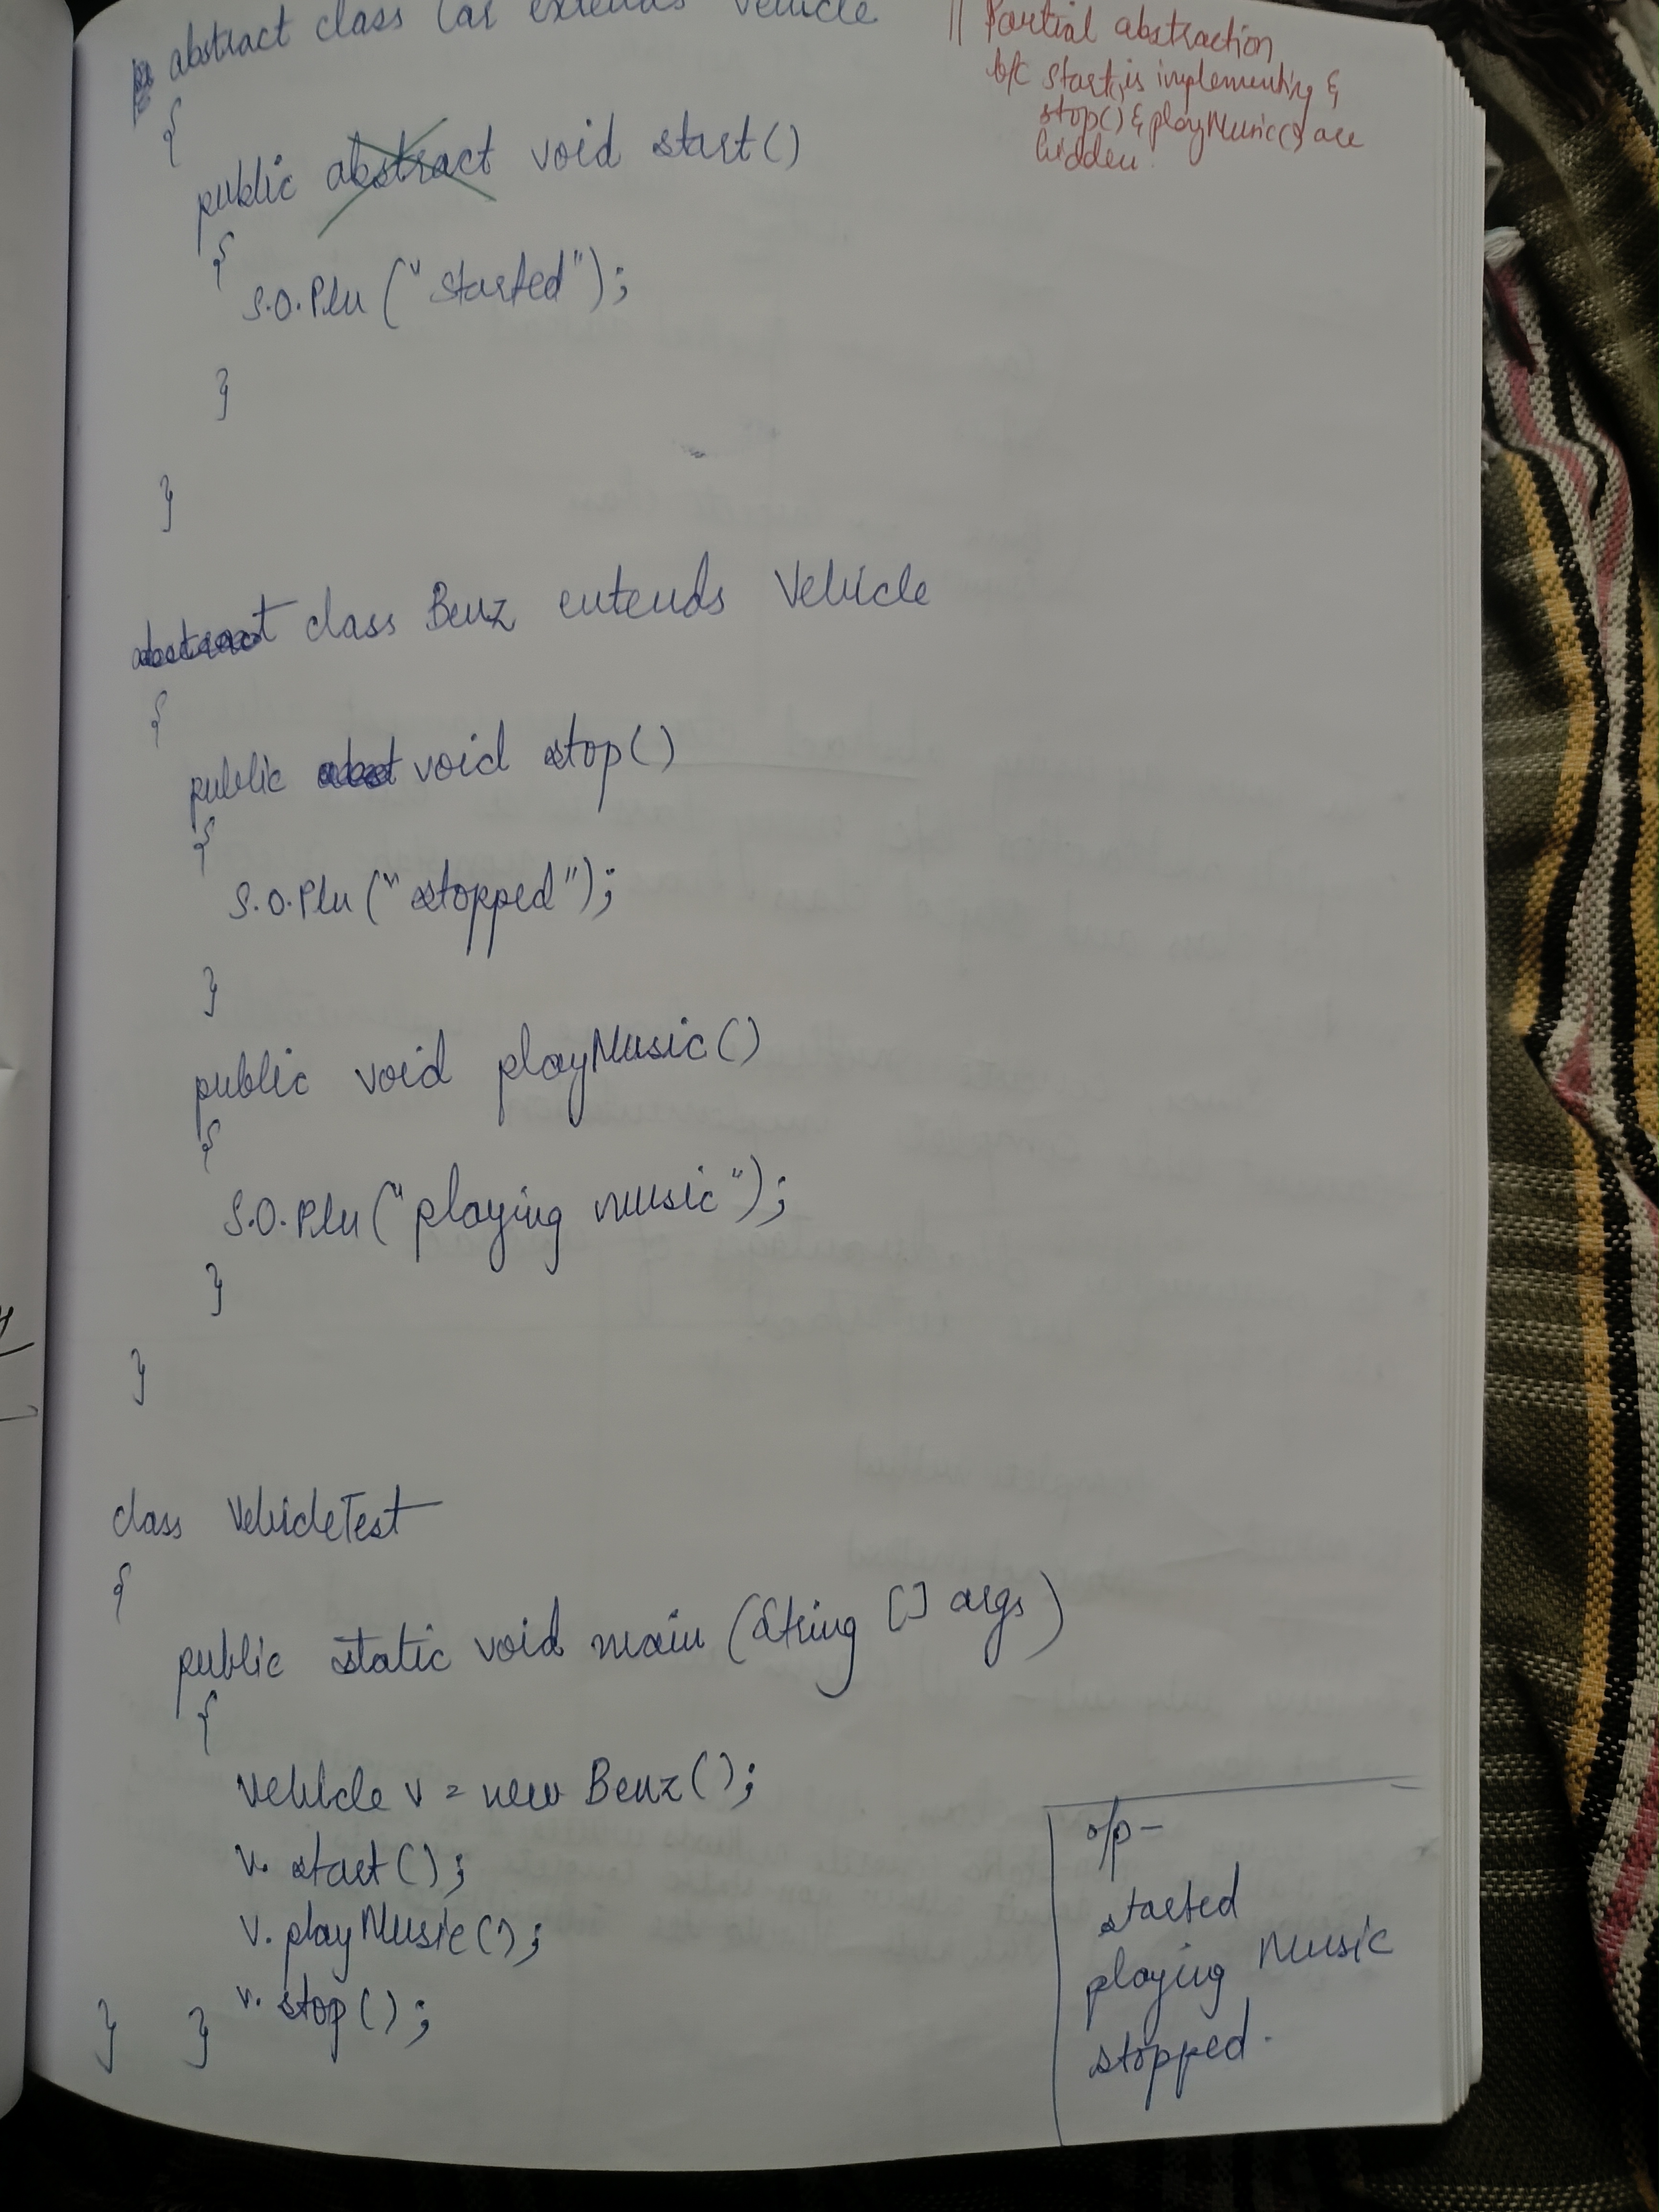 abstract class Car extends Vehicle
|| Partial abstraction
b/c start is implementing &
stop() & playMusic() are
hidden.
{
public abstract void start()
{
S.O.Pln ("started");
}
}
class Benz extends Vehicle
{
public void stop()
{
S.O.Pln ("stopped");
}
public void playMusic()
{
S.O.Pln ("playing music");
}
}
class VehicleTest
{
public static void main (String [] args)
{
Vehicle v = new Benz();
v. start();
v. playMusic();
v. stop();
} }
o/p-
started
playing Music
stopped.